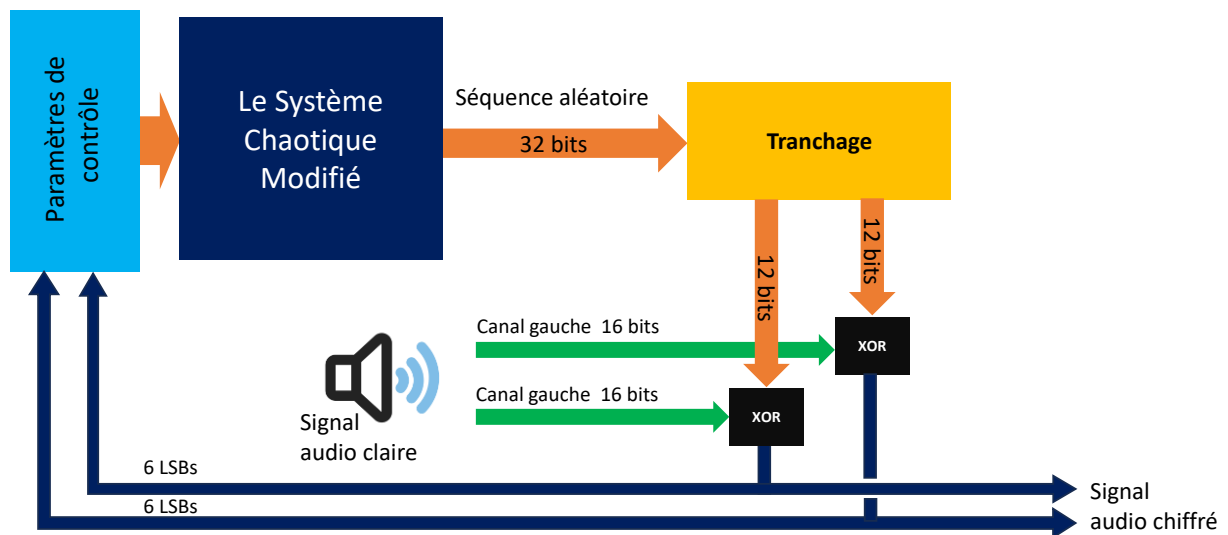 Paramètres de
contrôle
Le Système
Chaotique
Modifié
Séquence aléatoire
32 bits
Tranchage
12 bits
12 bits
Canal gauche 16 bits
XOR
Canal gauche 16 bits
XOR
Signal
audio claire
6 LSBs
6 LSBs
Signal
audio chiffré